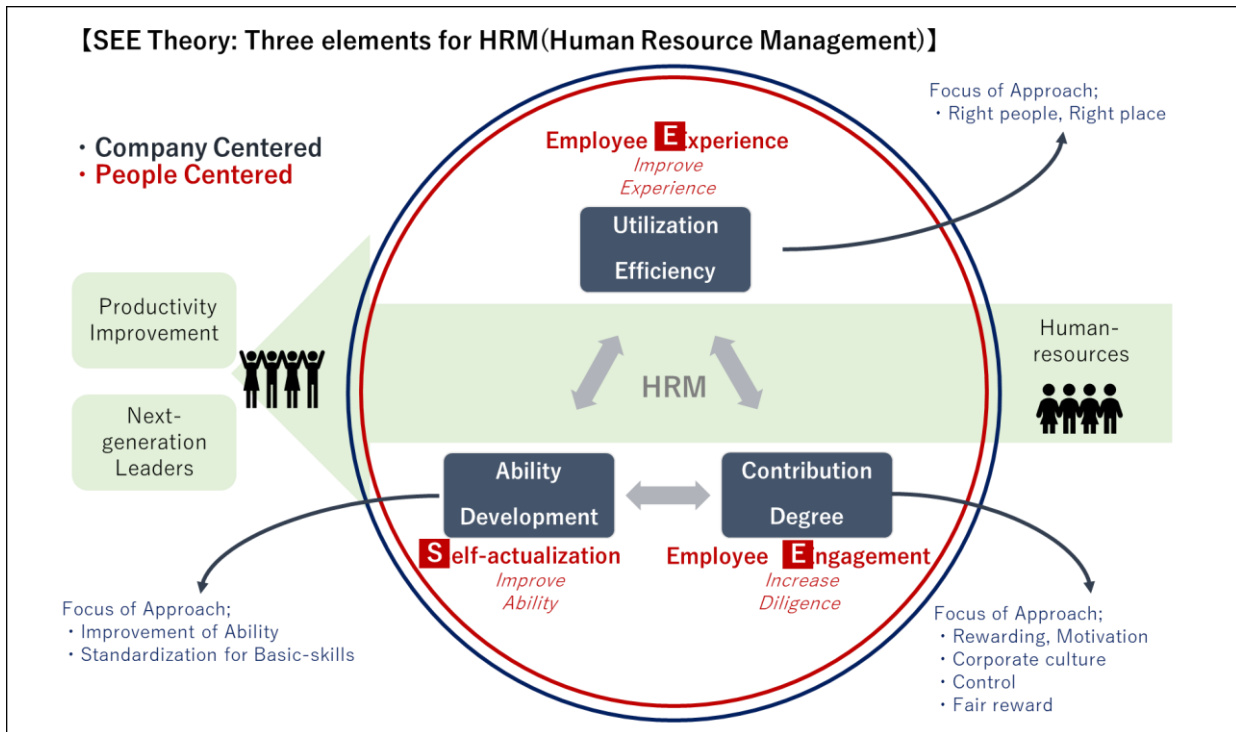 【SEE Theory: Three elements for HRM(Human Resource Management)】
・Company Centered
・People Centered
Focus of Approach;
・Right people, Right place
Employee Experience
Improve
Experience
Utilization
Efficiency
Productivity
Improvement
Next-
generation
Leaders
HRM
Human-
resources
Ability
Development
Self-actualization
Improve
Ability
Contribution
Degree
Employee Engagement
Increase
Diligence
Focus of Approach;
・Improvement of Ability
・Standardization for Basic-skills
Focus of Approach;
・Rewarding, Motivation
・Corporate culture
・Control
・Fair reward